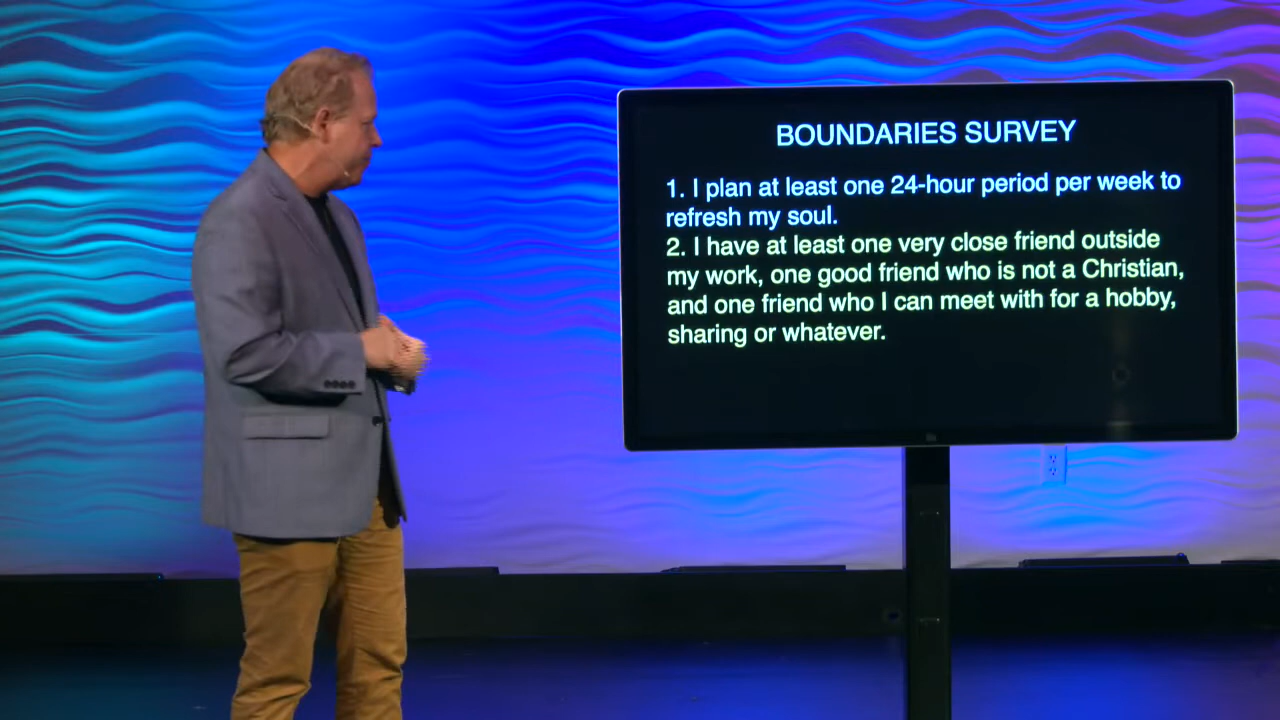 BOUNDARIES SURVEY
1. I plan at least one 24-hour period per week to
refresh my soul.
2. I have at least one very close friend outside
my work, one good friend who is not a Christian,
and one friend who I can meet with for a hobby,
sharing or whatever.